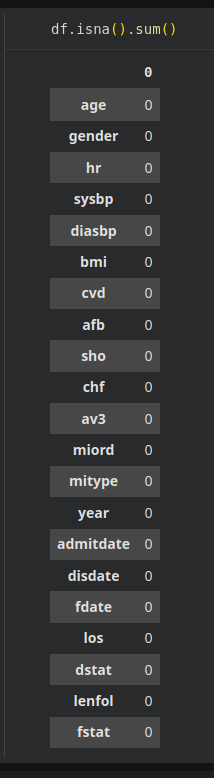 df.isna().sum()
0
age 0
gender 0
hr 0
sysbp 0
diasbp 0
bmi 0
cvd 0
afb 0
sho 0
chf 0
av3 0
miord 0
mitype 0
year 0
admitdate 0
disdate 0
fdate 0
los 0
dstat 0
lenfol 0
fstat 0